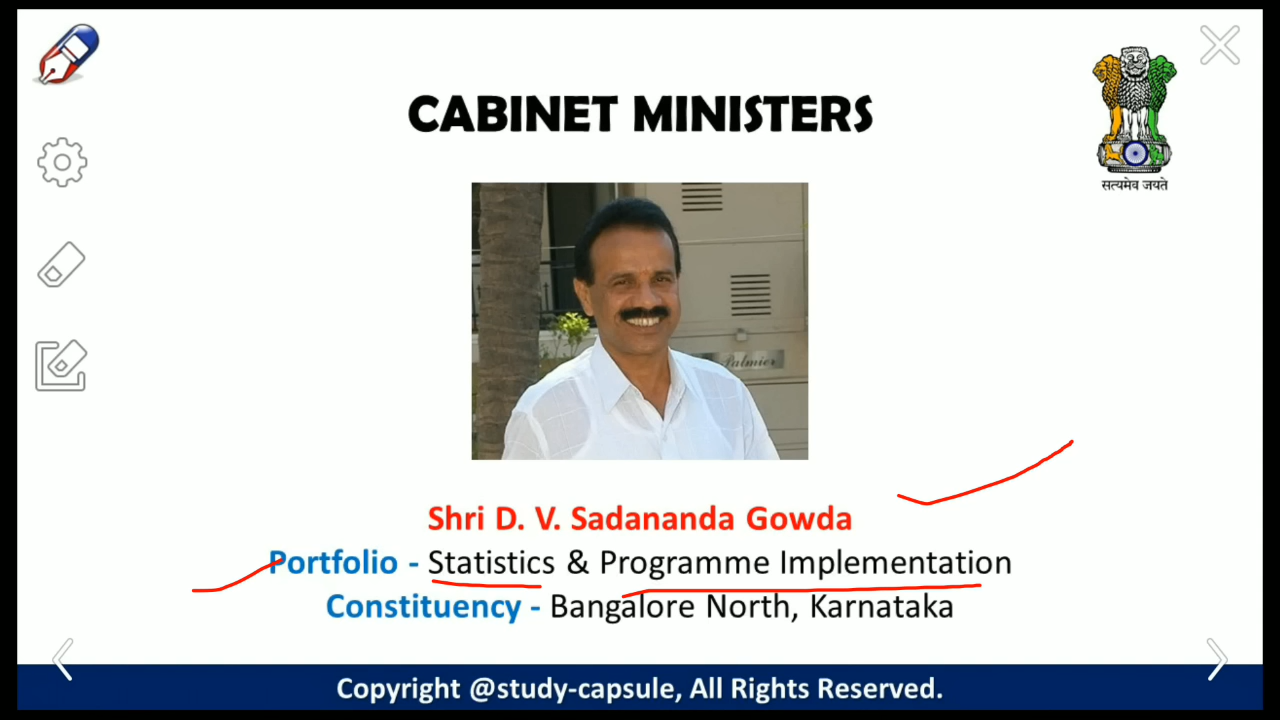 CABINET MINISTERS
सत्यमेव जयते
Palmier
Shri D. V. Sadananda Gowda
Portfolio - Statistics & Programme Implementation
Constituency - Bangalore North, Karnataka
Copyright @study-capsule, All Rights Reserved.